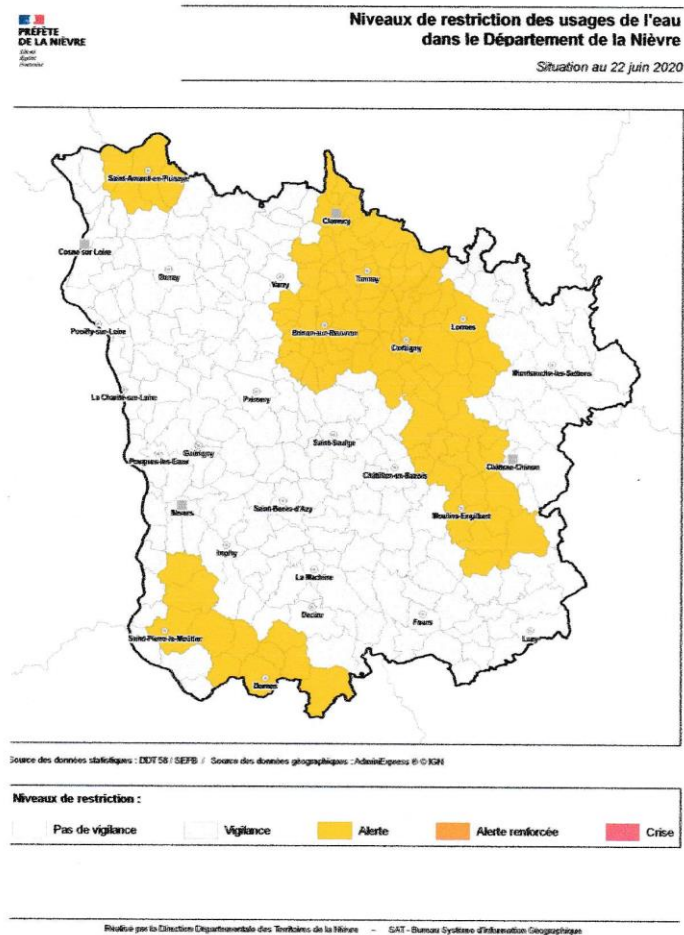 PRÉFÈTE
DE LA NIÈVRE
Liberté
Égalité
Fraternité
Niveaux de restriction des usages de l'eau
dans le Département de la Nièvre
Situation au 22 juin 2020
Saint-Amand-en-Puisaye
Clamecy
Cosne sur Loire
Donzy
Varzy
Tannay
Pouilly-sur-Loire
Brinon-sur-Beuvron
Lormes
Corbigny
Montsauche-les-Settons
La Charité-sur-Loire
Prémery
Saint-Saulge
Guérigny
Pougues-les-Eaux
Châtillon-en-Bazois
Château-Chinon
Nevers
Saint-Benin-d'Azy
Moulins-Engilbert
Imphy
La Machine
Decize
Fours
Saint-Pierre-le-Moûtier
Luzy
Dornes
Source des données statistiques : DDT 58 / SEFB / Source des données géographiques : AdminExpress ® © IGN
Niveaux de restriction :
Pas de vigilance
Vigilance
Alerte
Alerte renforcée
Crise
Réalisé par la Direction Départementale des Territoires de la Nièvre – SAT - Bureau Système d'Information Géographique